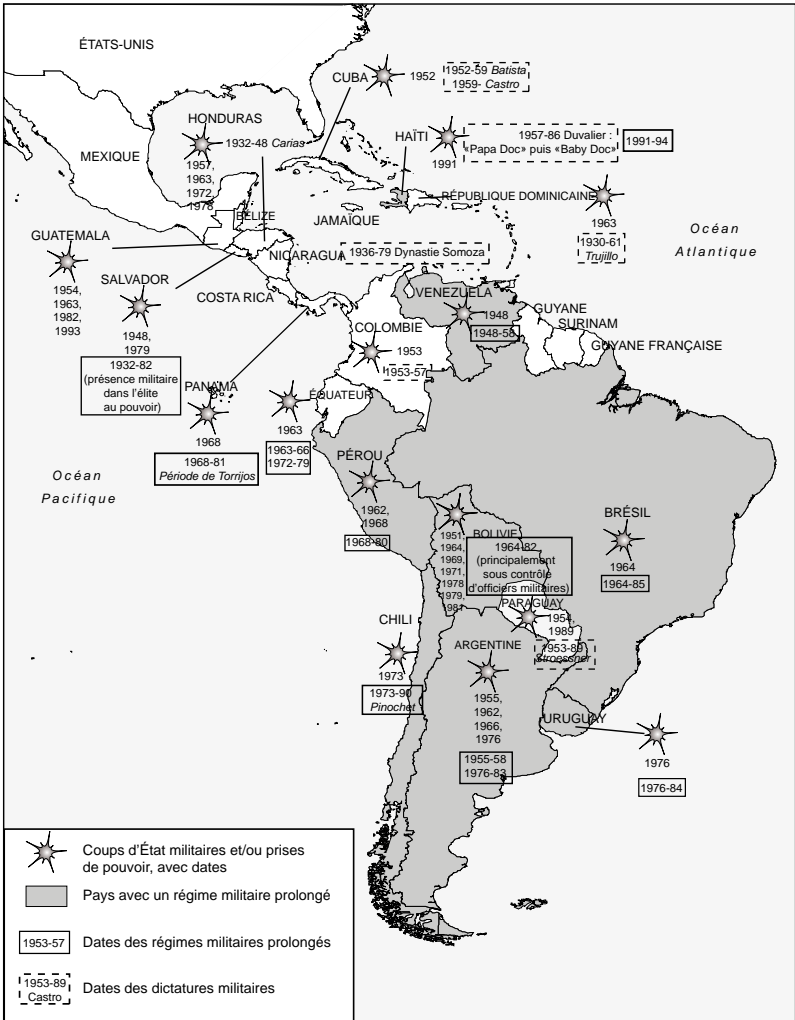 ÉTATS-UNIS
CUBA
1952
1952-59 Batista
1959- Castro
HONDURAS
1932-48 Carias
HAÏTI
1957-86 Duvalier :
«Papa Doc» puis «Baby Doc»
1991-94
MEXIQUE
1957,
1963,
1972,
1978
1991
RÉPUBLIQUE DOMINICAINE
BÉLIZE
JAMAÏQUE
1963
Océan
Atlantique
GUATEMALA
NICARAGUA
1936-79 Dynastie Somoza
1930-61
Trujillo
SALVADOR
1954,
1963,
1982,
1993
COSTA RICA
VENEZUELA
1948
1948-58
GUYANE
SURINAM
GUYANE FRANÇAISE
1948,
1979
COLOMBIE
1953
1953-57
1932-82
(présence militaire
dans l'élite
au pouvoir)
PANAMA
ÉQUATEUR
1968
1963
1968-81
Période de Torrijos
1963-66
1972-79
Océan
Pacifique
PÉROU
1962,
1968
1968-80
BRÉSIL
1964
1964-85
BOLIVIE
1951,
1964,
1969,
1971,
1978
1979,
1981
1964-82
(principalement
sous contrôle
d'officiers militaires)
PARAGUAY
1954,
1989
1953-89
Stroessner
CHILI
1973
1973-90
Pinochet
ARGENTINE
1955,
1962,
1966,
1976
1955-58
1976-83
URUGUAY
1976
1976-84
Coups d'État militaires et/ou prises
de pouvoir, avec dates
Pays avec un régime militaire prolongé
1953-57
Dates des régimes militaires prolongés
1953-89
Castro
Dates des dictatures militaires